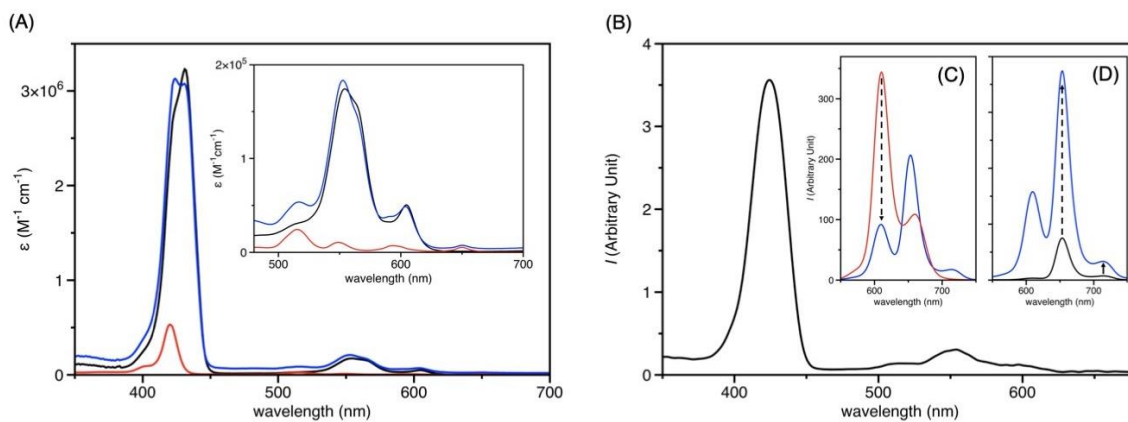 (A)
3×10⁶
2
1
0
ε (M⁻¹ cm⁻¹)
400
500
600
700
wavelength (nm)
2×10⁵
1
0
ε (M⁻¹cm⁻¹)
500
600
700
wavelength (nm)
(B)
4
3
2
1
0
I (Arbitrary Unit)
400
500
600
wavelength (nm)
(C)
300
200
100
0
I (Arbitrary Unit)
600
700
wavelength (nm)
(D)
600
700
wavelength (nm)